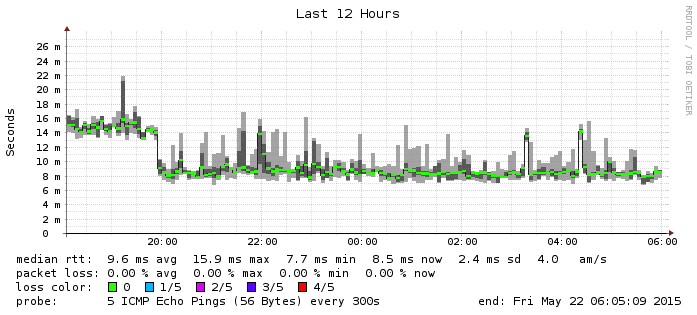 Last 12 Hours
RRDTOOL / TOBI OETIKER
Seconds
26 m
24 m
22 m
20 m
18 m
16 m
14 m
12 m
10 m
8 m
6 m
4 m
2 m
0
20:00 22:00 00:00 02:00 04:00 06:00
median rtt: 9.6 ms avg 15.9 ms max 7.7 ms min 8.5 ms now 2.4 ms sd 4.0 am/s
packet loss: 0.00 % avg 0.00 % max 0.00 % min 0.00 % now
loss color: 0 1/5 2/5 3/5 4/5
probe: 5 ICMP Echo Pings (56 Bytes) every 300s end: Fri May 22 06:05:09 2015